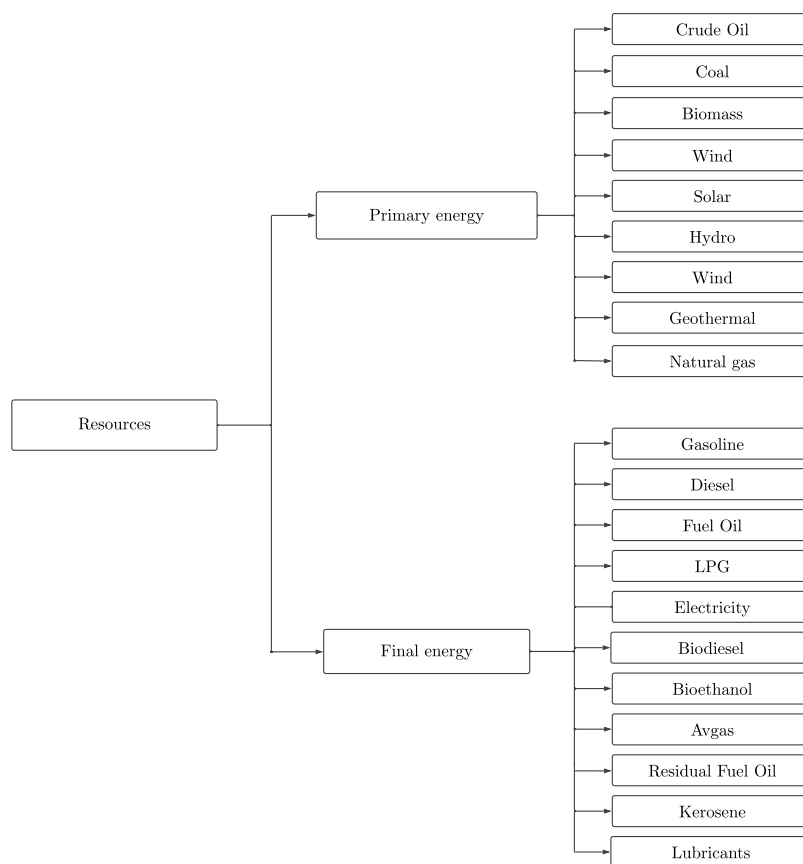 Resources
Primary energy
Crude Oil
Coal
Biomass
Wind
Solar
Hydro
Wind
Geothermal
Natural gas
Final energy
Gasoline
Diesel
Fuel Oil
LPG
Electricity
Biodiesel
Bioethanol
Avgas
Residual Fuel Oil
Kerosene
Lubricants